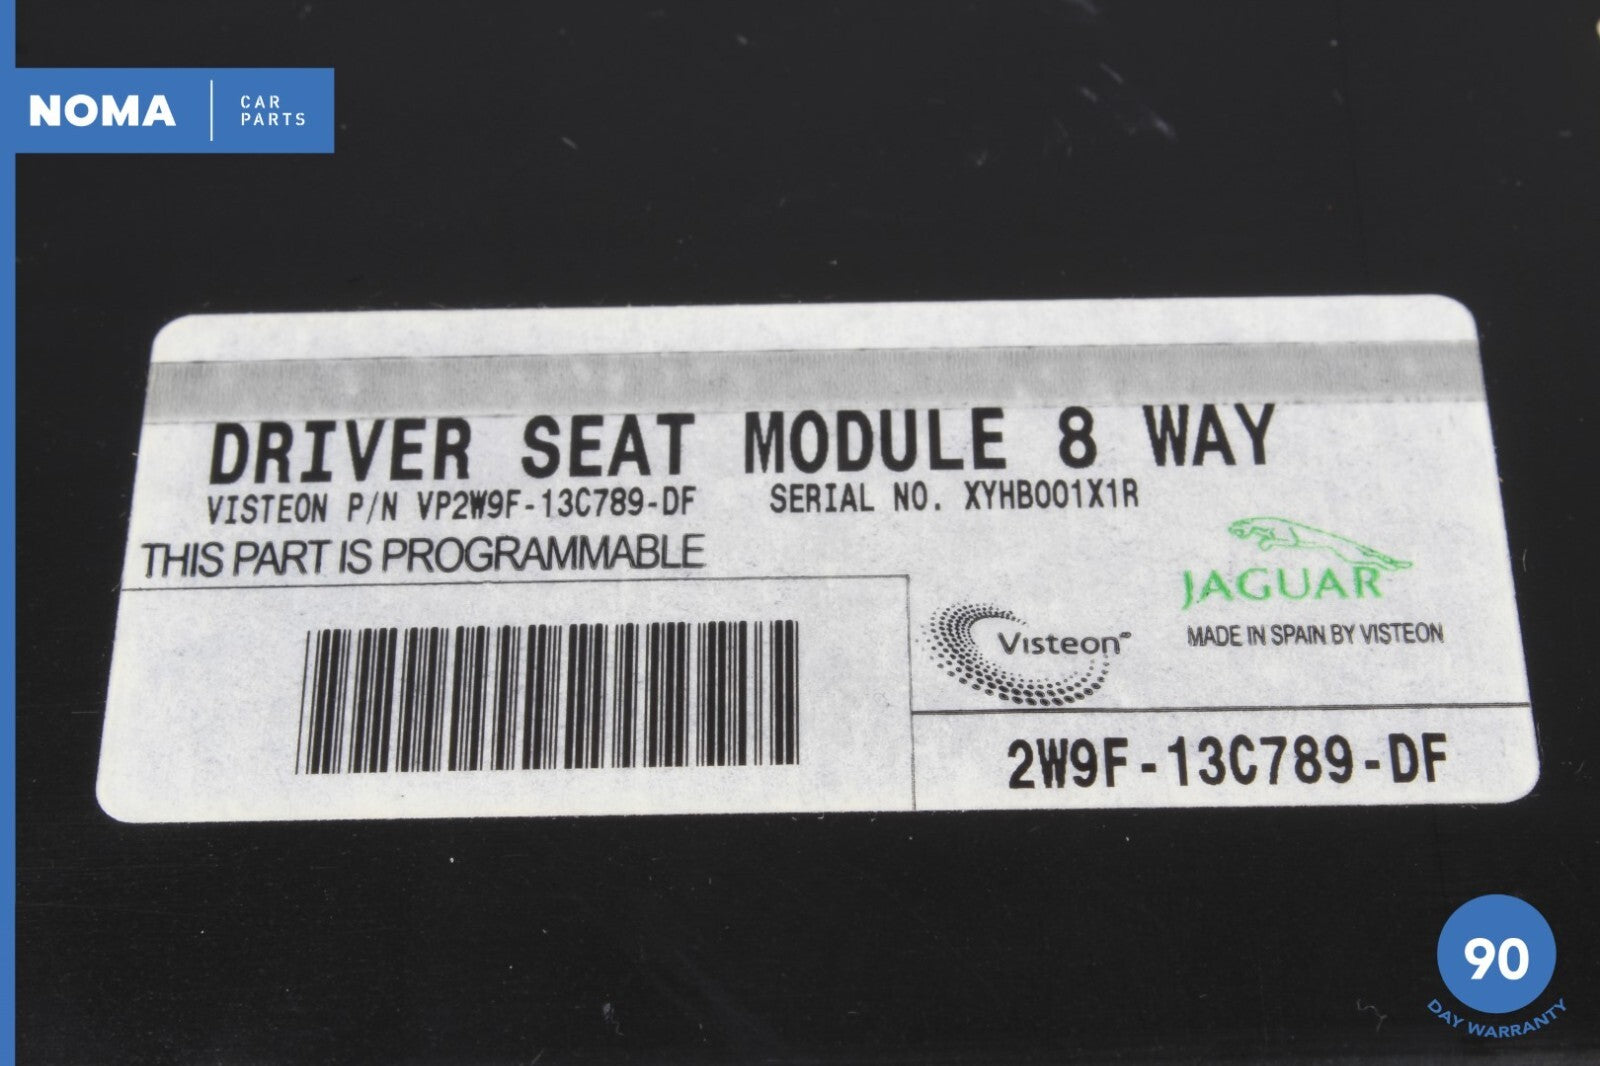 NOMA
CAR
PARTS
DRIVER SEAT MODULE 8 WAY
VISTEON P/N VP2W9F-13C789-DF SERIAL NO. XYHB001X1R
THIS PART IS PROGRAMMABLE
JAGUAR
Visteon
MADE IN SPAIN BY VISTEON
2W9F-13C789-DF
90
DAY WARRANTY